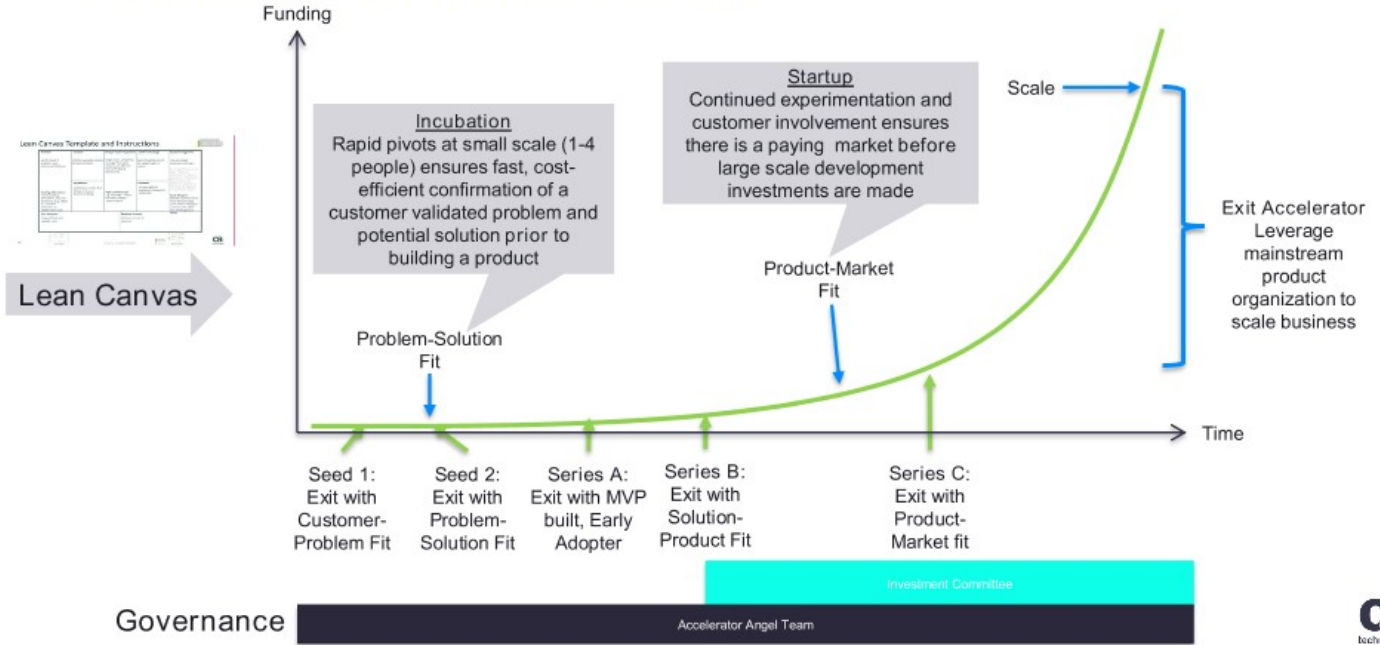 Funding
Startup
Continued experimentation and
customer involvement ensures
there is a paying market before
large scale development
investments are made
Scale
Incubation
Rapid pivots at small scale (1-4
people) ensures fast, cost-
efficient confirmation of a
customer validated problem and
potential solution prior to
building a product
Lean Canvas Template and Instructions
Lean Canvas
Exit Accelerator
Leverage
mainstream
product
organization to
scale business
Product-Market
Fit
Problem-Solution
Fit
Time
Seed 1:
Exit with
Customer-
Problem Fit
Seed 2:
Exit with
Problem-
Solution Fit
Series A:
Exit with MVP
built, Early
Adopter
Series B:
Exit with
Solution-
Product Fit
Series C:
Exit with
Product-
Market fit
Investment Committee
Governance
Accelerator Angel Team